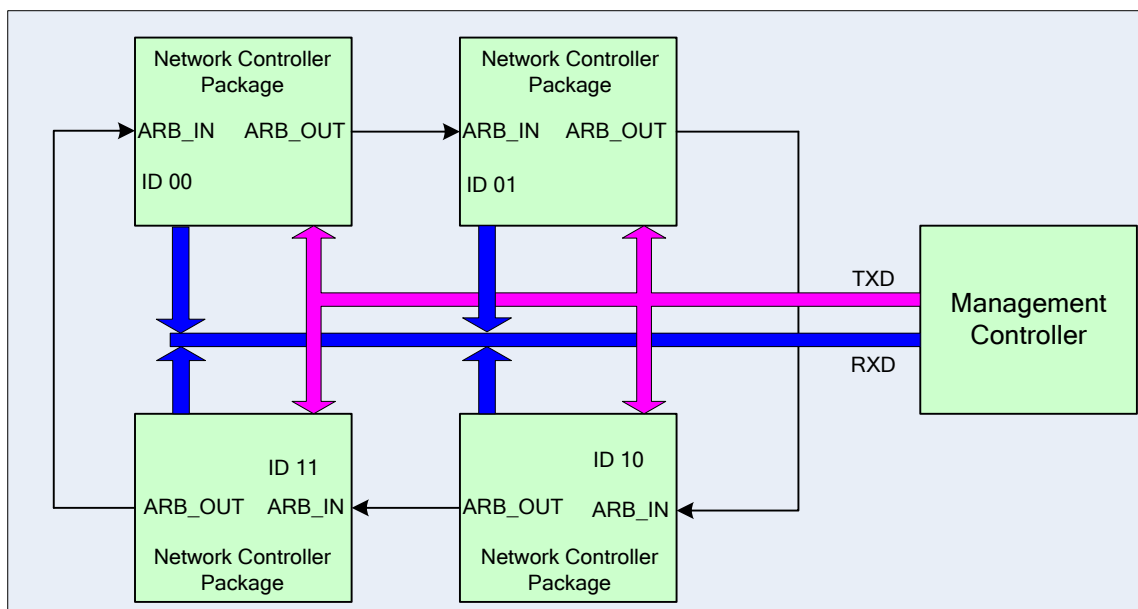 Network Controller
Package
ARB_IN ARB_OUT
ID 00
Network Controller
Package
ARB_IN ARB_OUT
ID 01
TXD
RXD
Management
Controller
ID 11
ARB_OUT ARB_IN
Network Controller
Package
ID 10
ARB_OUT ARB_IN
Network Controller
Package